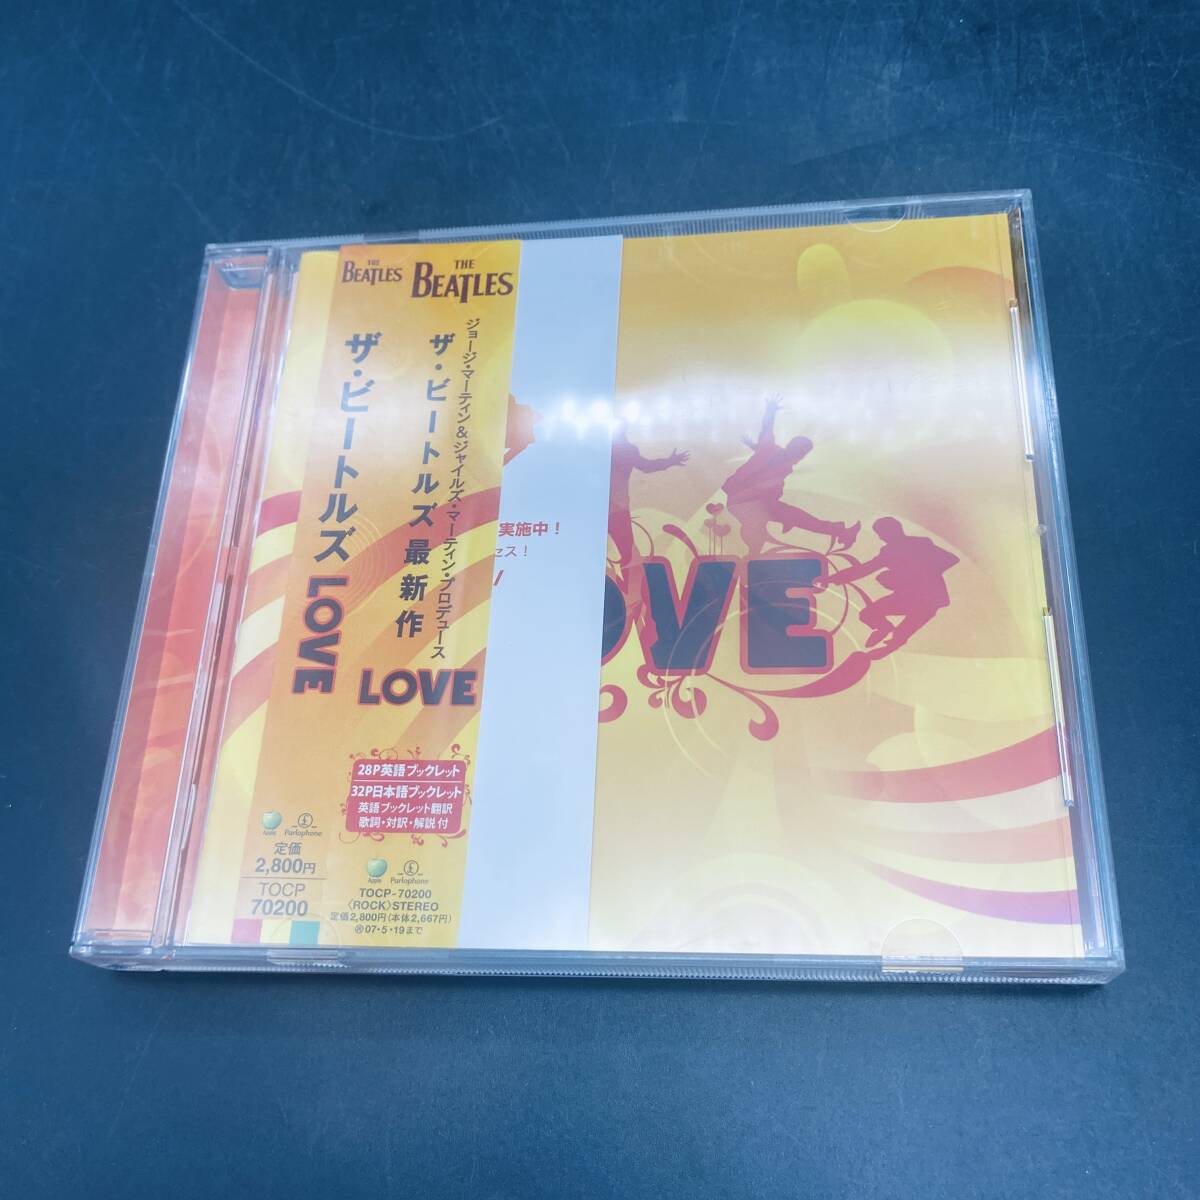 THE
BEATLES
ザ・ビートルズ
LOVE
Apple
Parlophone
定価
2,800円
TOCP
70200
THE
BEATLES
ジョージ・マーティン&ジャイルズ・マーティン・プロデュース
ザ・ビートルズ 最新作
LOVE
28P英語ブックレット
32P日本語ブックレット
英語ブックレット翻訳
歌詞・対訳・解説付
Apple
Parlophone
TOCP-70200
〈ROCK〉STEREO
定価2,800円(本体2,667円)
07・5・19まで
実施中!
セス!
OVE